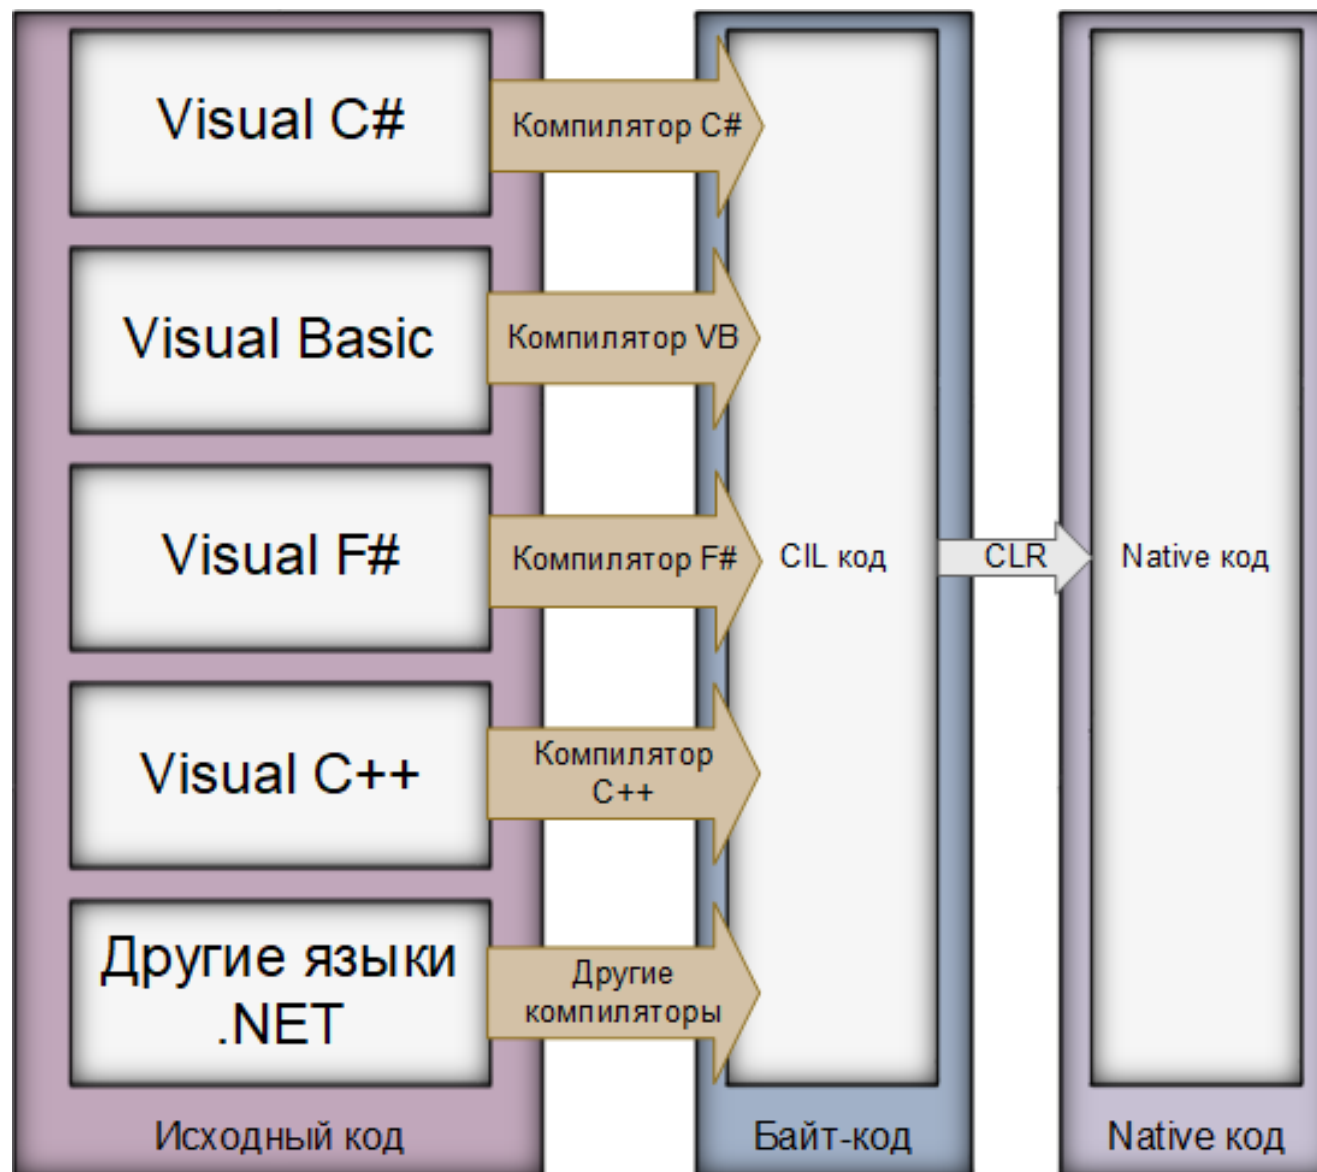 Visual C#
Компилятор C#
Visual Basic
Компилятор VB
Visual F#
Компилятор F#
CIL код
CLR
Native код
Visual C++
Компилятор
C++
Другие языки
.NET
Другие
компиляторы
Исходный код
Байт-код
Native код